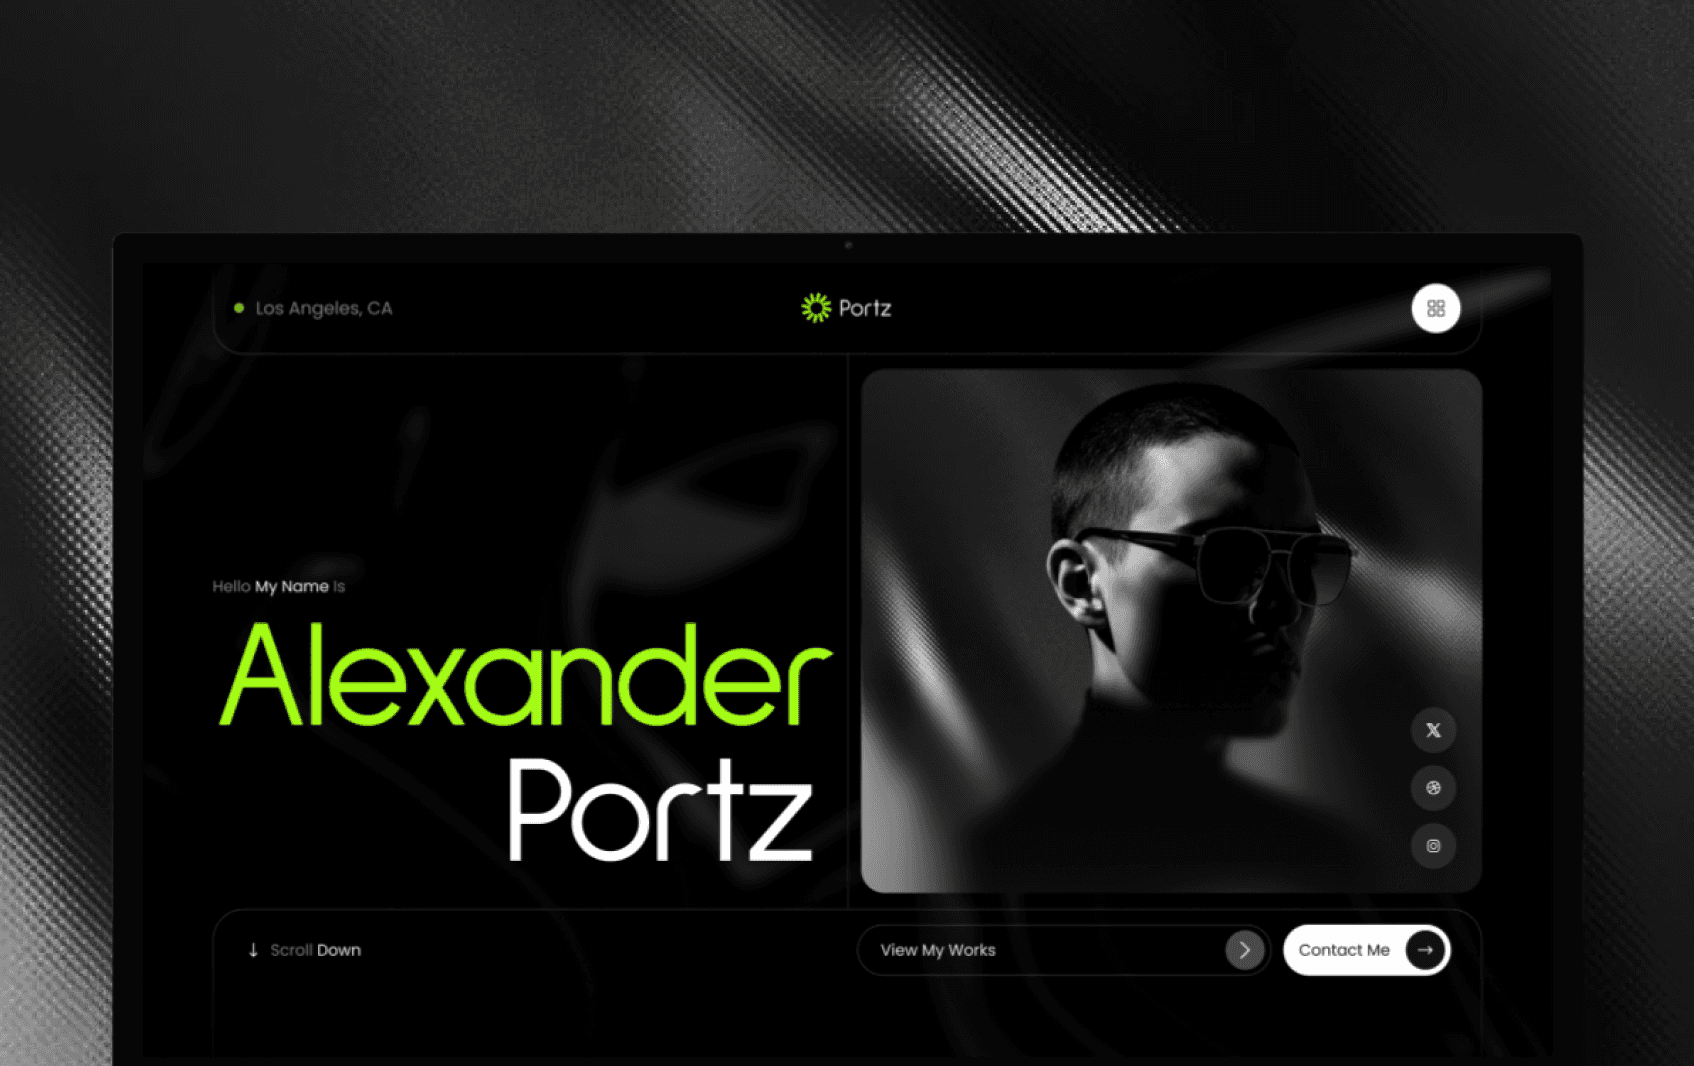 Los Angeles, CA
Portz
Hello My Name Is
Alexander
Portz
Scroll Down
View My Works
Contact Me